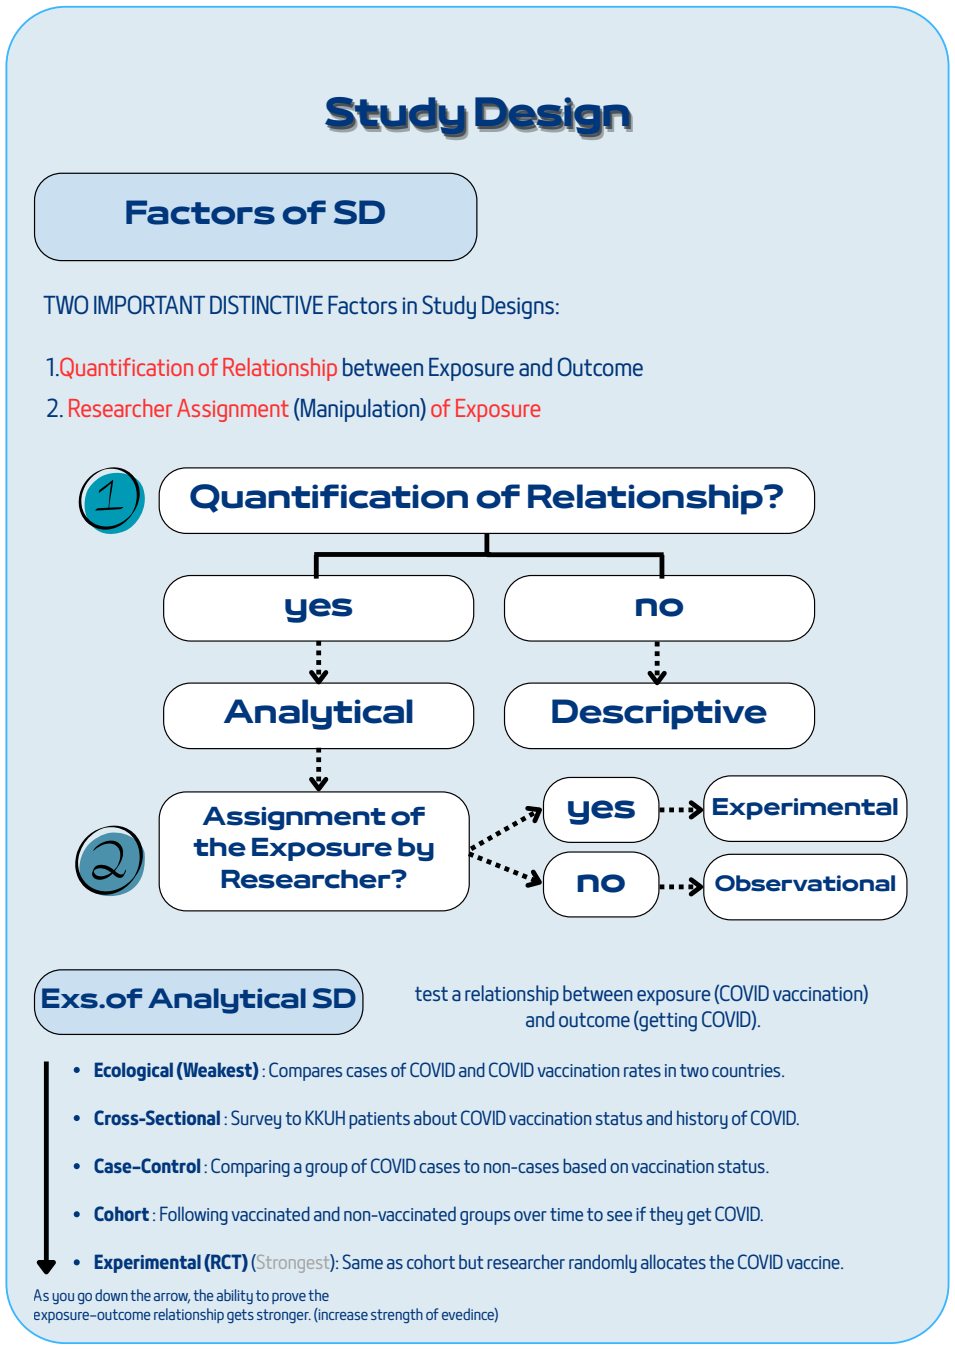 Study Design
Factors of SD
TWO IMPORTANT DISTINCTIVE Factors in Study Designs:
1.Quantification of Relationship between Exposure and Outcome
2. Researcher Assignment (Manipulation) of Exposure
1
Quantification of Relationship?
yes
no
Analytical
Descriptive
2
Assignment of
the Exposure by
Researcher?
yes
Experimental
no
Observational
Exs.of Analytical SD
test a relationship between exposure (COVID vaccination)
and outcome (getting COVID).
• Ecological (Weakest) : Compares cases of COVID and COVID vaccination rates in two countries.
• Cross-Sectional : Survey to KKUH patients about COVID vaccination status and history of COVID.
• Case-Control : Comparing a group of COVID cases to non-cases based on vaccination status.
• Cohort : Following vaccinated and non-vaccinated groups over time to see if they get COVID.
• Experimental (RCT) (Strongest): Same as cohort but researcher randomly allocates the COVID vaccine.
As you go down the arrow, the ability to prove the
exposure-outcome relationship gets stronger. (increase strength of evedince)